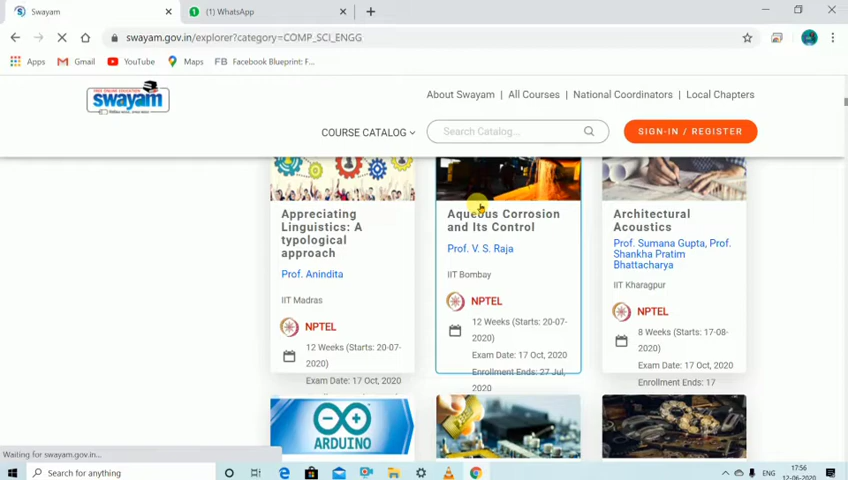 Swayam
(1) WhatsApp
swayam.gov.in/explorer?category=COMP_SCI_ENGG
Apps
Gmail
YouTube
Maps
FB Facebook Blueprint: F...
FREE ONLINE EDUCATION
swayam
About Swayam | All Courses | National Coordinators | Local Chapters
COURSE CATALOG
Search Catalog...
SIGN-IN / REGISTER
Appreciating
Linguistics: A
typological
approach
Prof. Anindita
IIT Madras
NPTEL
12 Weeks (Starts: 20-07-
2020)
Exam Date: 17 Oct, 2020
Aqueous Corrosion
and Its Control
Prof. V. S. Raja
IIT Bombay
NPTEL
12 Weeks (Starts: 20-07-
2020)
Exam Date: 17 Oct, 2020
Enrollment Ends: 27 Jul,
2020
Architectural
Acoustics
Prof. Sumana Gupta, Prof.
Shankha Pratim
Bhattacharya
IIT Kharagpur
NPTEL
8 Weeks (Starts: 17-08-
2020)
Exam Date: 17 Oct, 2020
Enrollment Ends: 17
ARDUINO
Waiting for swayam.gov.in...
Search for anything
ENG
17:56
12-06-2020